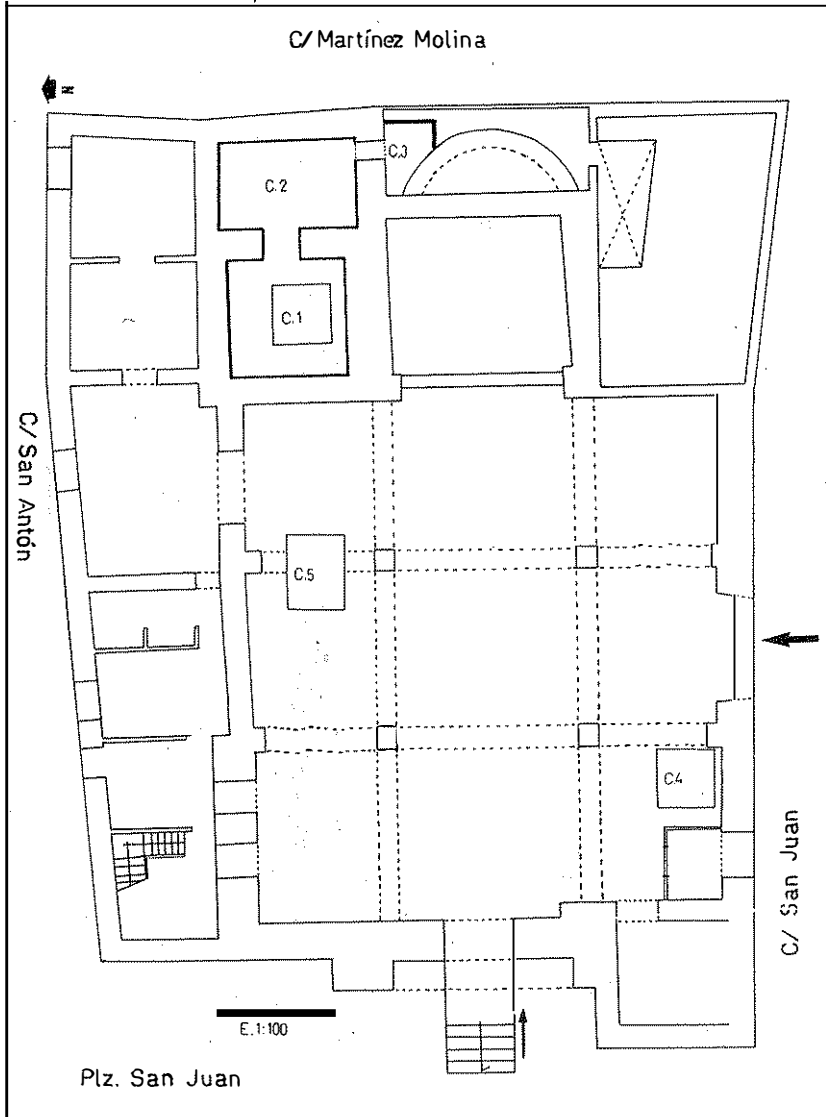 C/Martínez Molina
N
C.3
C.2
C.1
C/ San Antón
C.5
C.4
C/ San Juan
E.1:100
Plz. San Juan